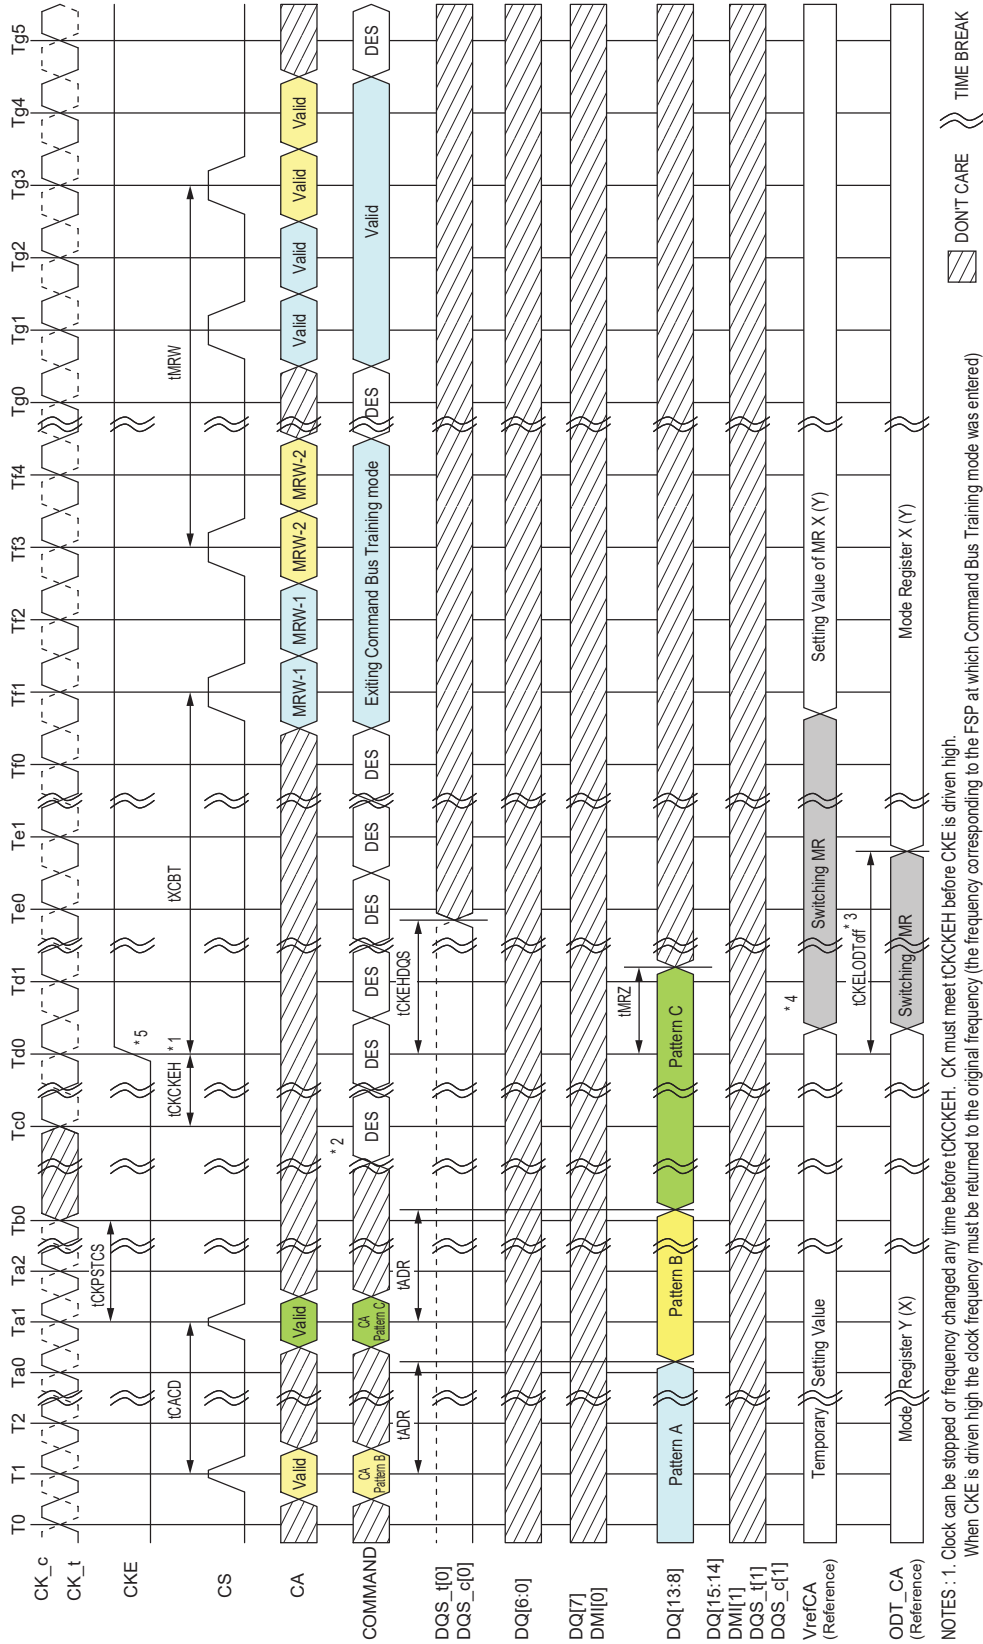 T0 T1 T2 Ta0 Ta1 Ta2 Tb0 Tc0 Td0 Td1 Te0 Te1 Tf0 Tf1 Tf2 Tf3 Tf4 Tg0 Tg1 Tg2 Tg3 Tg4 Tg5
CK_c
CK_t
tCKPSTCS
CKE
tCKCKEH * 1
* 5
tXCBT
tMRW
tCACD
CS
CA
Valid Valid MRW-1 MRW-1 MRW-2 MRW-2 Valid Valid Valid Valid
* 2
COMMAND
CA Pattern B
CA Pattern C
DES DES DES DES DES DES Exiting Command Bus Training mode DES Valid DES
tADR tADR tCKEHDQS
DQS_t[0]
DQS_c[0]
DQ[6:0]
DQ[7]
DMI[0]
tMRZ
DQ[13:8]
Pattern A Pattern B Pattern C
DQ[15:14]
DMI[1]
DQS_t[1]
DQS_c[1]
* 4
VrefCA
(Reference)
Temporary Setting Value Switching MR Setting Value of MR X (Y)
tCKELODToff * 3
ODT_CA
(Reference)
Mode Register Y (X) Switching MR Mode Register X (Y)
DON'T CARE TIME BREAK
NOTES : 1. Clock can be stopped or frequency changed any time before tCKCKEH. CK must meet tCKCKEH before CKE is driven high.
When CKE is driven high the clock frequency must be returned to the original frequency (the frequency corresponding to the FSP at which Command Bus Training mode was entered)